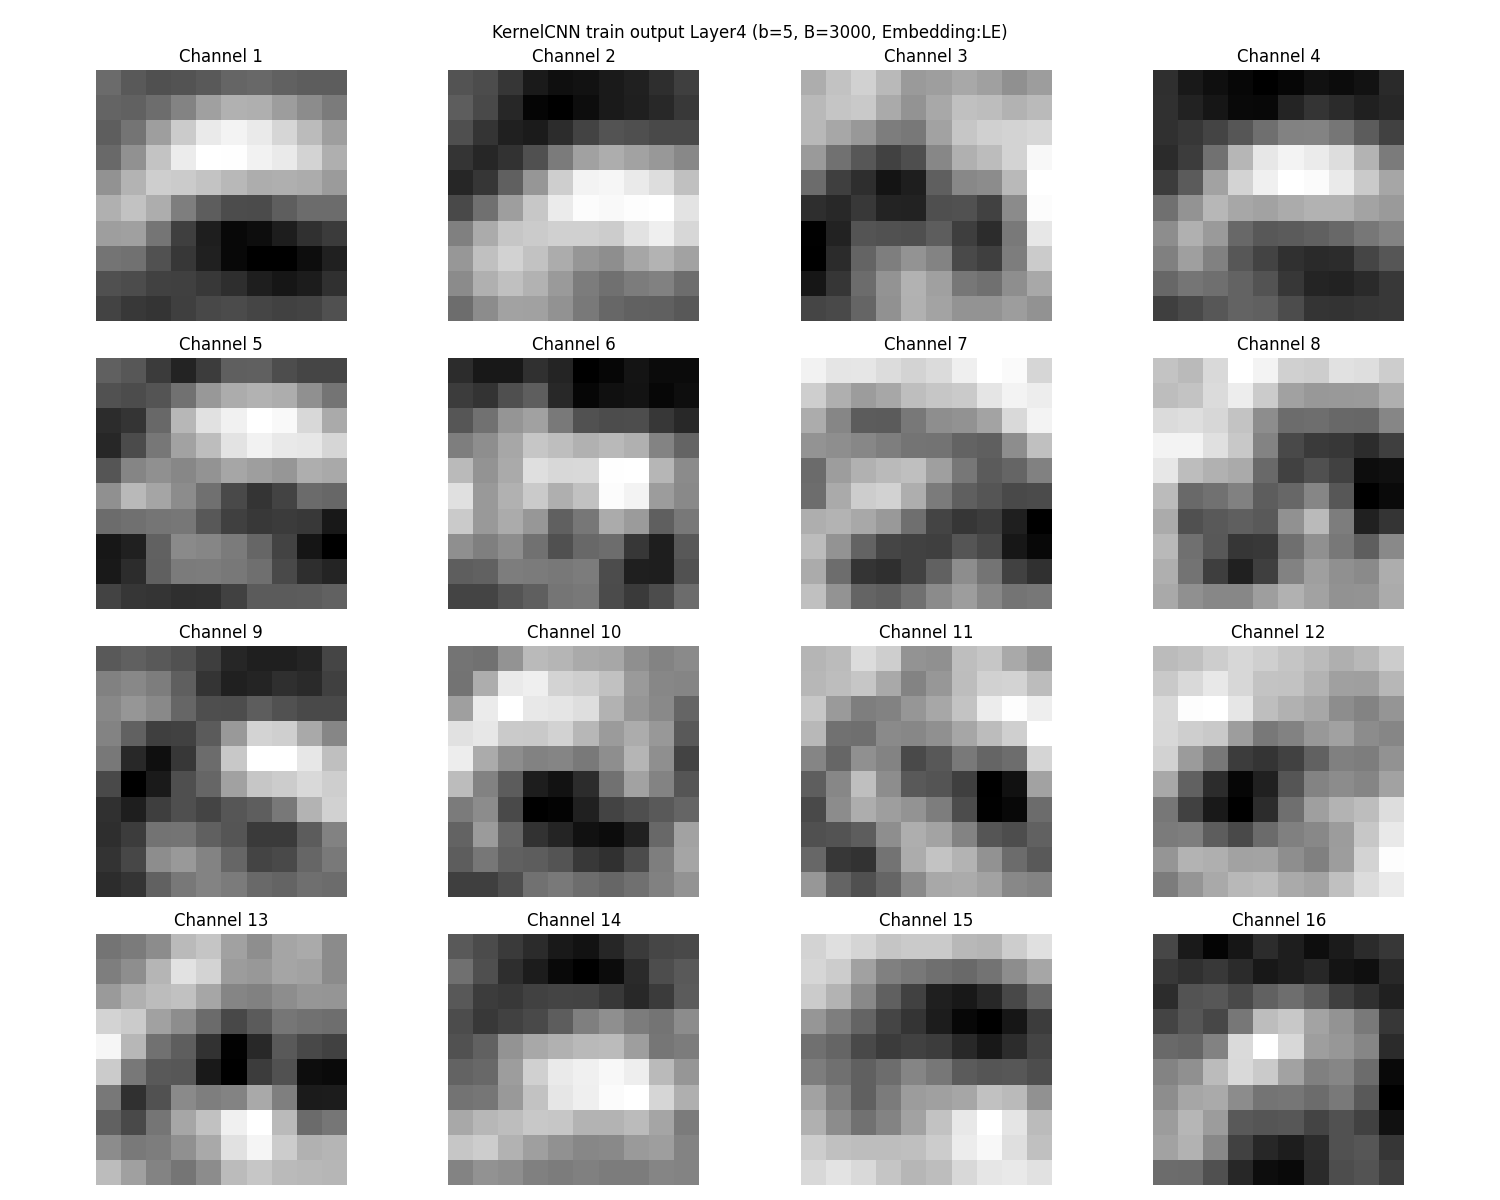 KernelCNN train output Layer4 (b=5, B=3000, Embedding:LE)
Channel 1
Channel 2
Channel 3
Channel 4
Channel 5
Channel 6
Channel 7
Channel 8
Channel 9
Channel 10
Channel 11
Channel 12
Channel 13
Channel 14
Channel 15
Channel 16